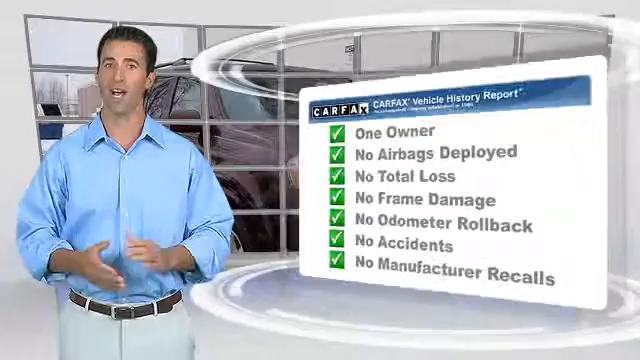 CARFAX CARFAX Vehicle History Report™
One Owner
No Airbags Deployed
No Total Loss
No Frame Damage
No Odometer Rollback
No Accidents
No Manufacturer Recalls